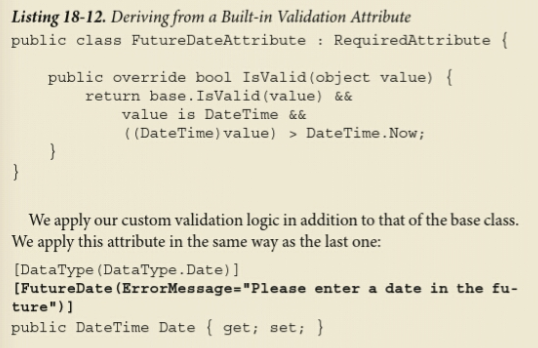 Listing 18-12. Deriving from a Built-in Validation Attribute
public class FutureDateAttribute : RequiredAttribute {
public override bool IsValid(object value) {
return base.IsValid(value) &&
value is DateTime &&
((DateTime)value) > DateTime.Now;
}
}
We apply our custom validation logic in addition to that of the base class.
We apply this attribute in the same way as the last one:
[DataType(DataType.Date)]
[FutureDate(ErrorMessage="Please enter a date in the fu-
ture")]
public DateTime Date { get; set; }